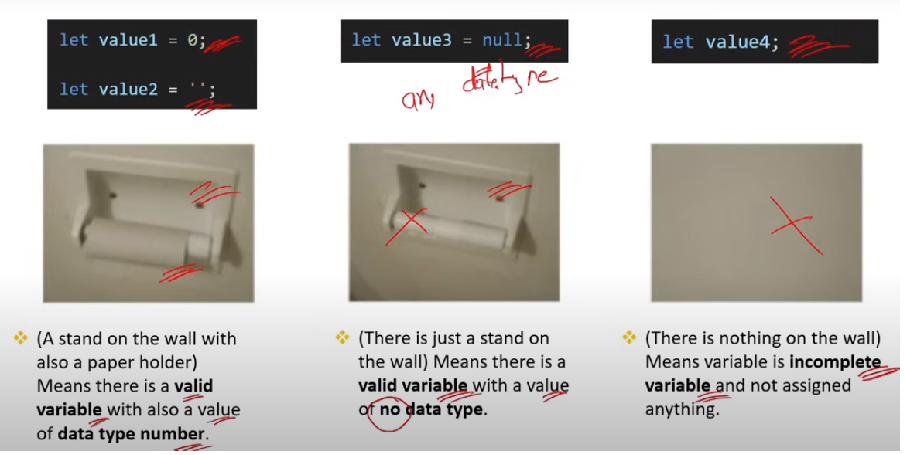 let value1 = 0;
let value2 = '';
let value3 = null;
let value4;
(A stand on the wall with
also a paper holder)
Means there is a valid
variable with also a value
of data type number.
(There is just a stand on
the wall) Means there is a
valid variable with a value
of no data type.
(There is nothing on the wall)
Means variable is incomplete
variable and not assigned
anything.